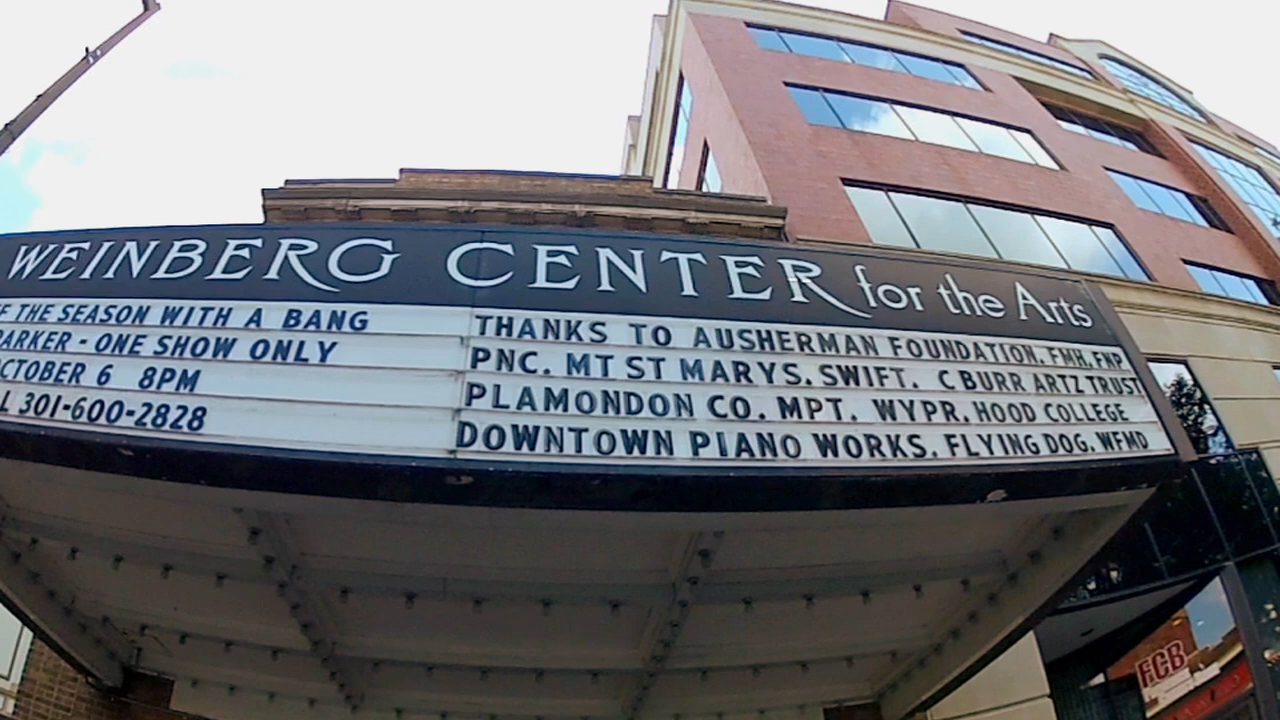 WEINBERG CENTER for the Arts
THE SEASON WITH A BANG
PARKER - ONE SHOW ONLY
OCTOBER 6 8PM
301-600-2828
THANKS TO AUSHERMAN FOUNDATION. FMH. FNP
PNC. MT ST MARYS. SWIFT. C BURR ARTZ TRUST
PLAMONDON CO. MPT. WYPR. HOOD COLLEGE
DOWNTOWN PIANO WORKS. FLYING DOG. WFMD
FCB